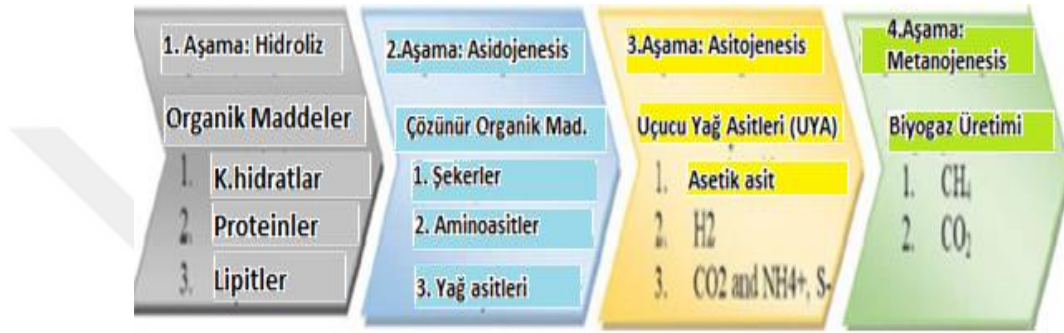 1. Aşama: Hidroliz
Organik Maddeler
1. K.hidratlar
2. Proteinler
3. Lipitler
2.Aşama: Asidojenesis
Çözünür Organik Mad.
1. Şekerler
2. Aminoasitler
3. Yağ asitleri
3.Aşama: Asitojenesis
Uçucu Yağ Asitleri (UYA)
1. Asetik asit
2. H2
3. CO2 and NH4+, S-
4.Aşama:
Metanojenesis
Biyogaz Üretimi
1. CH₄
2. CO₂